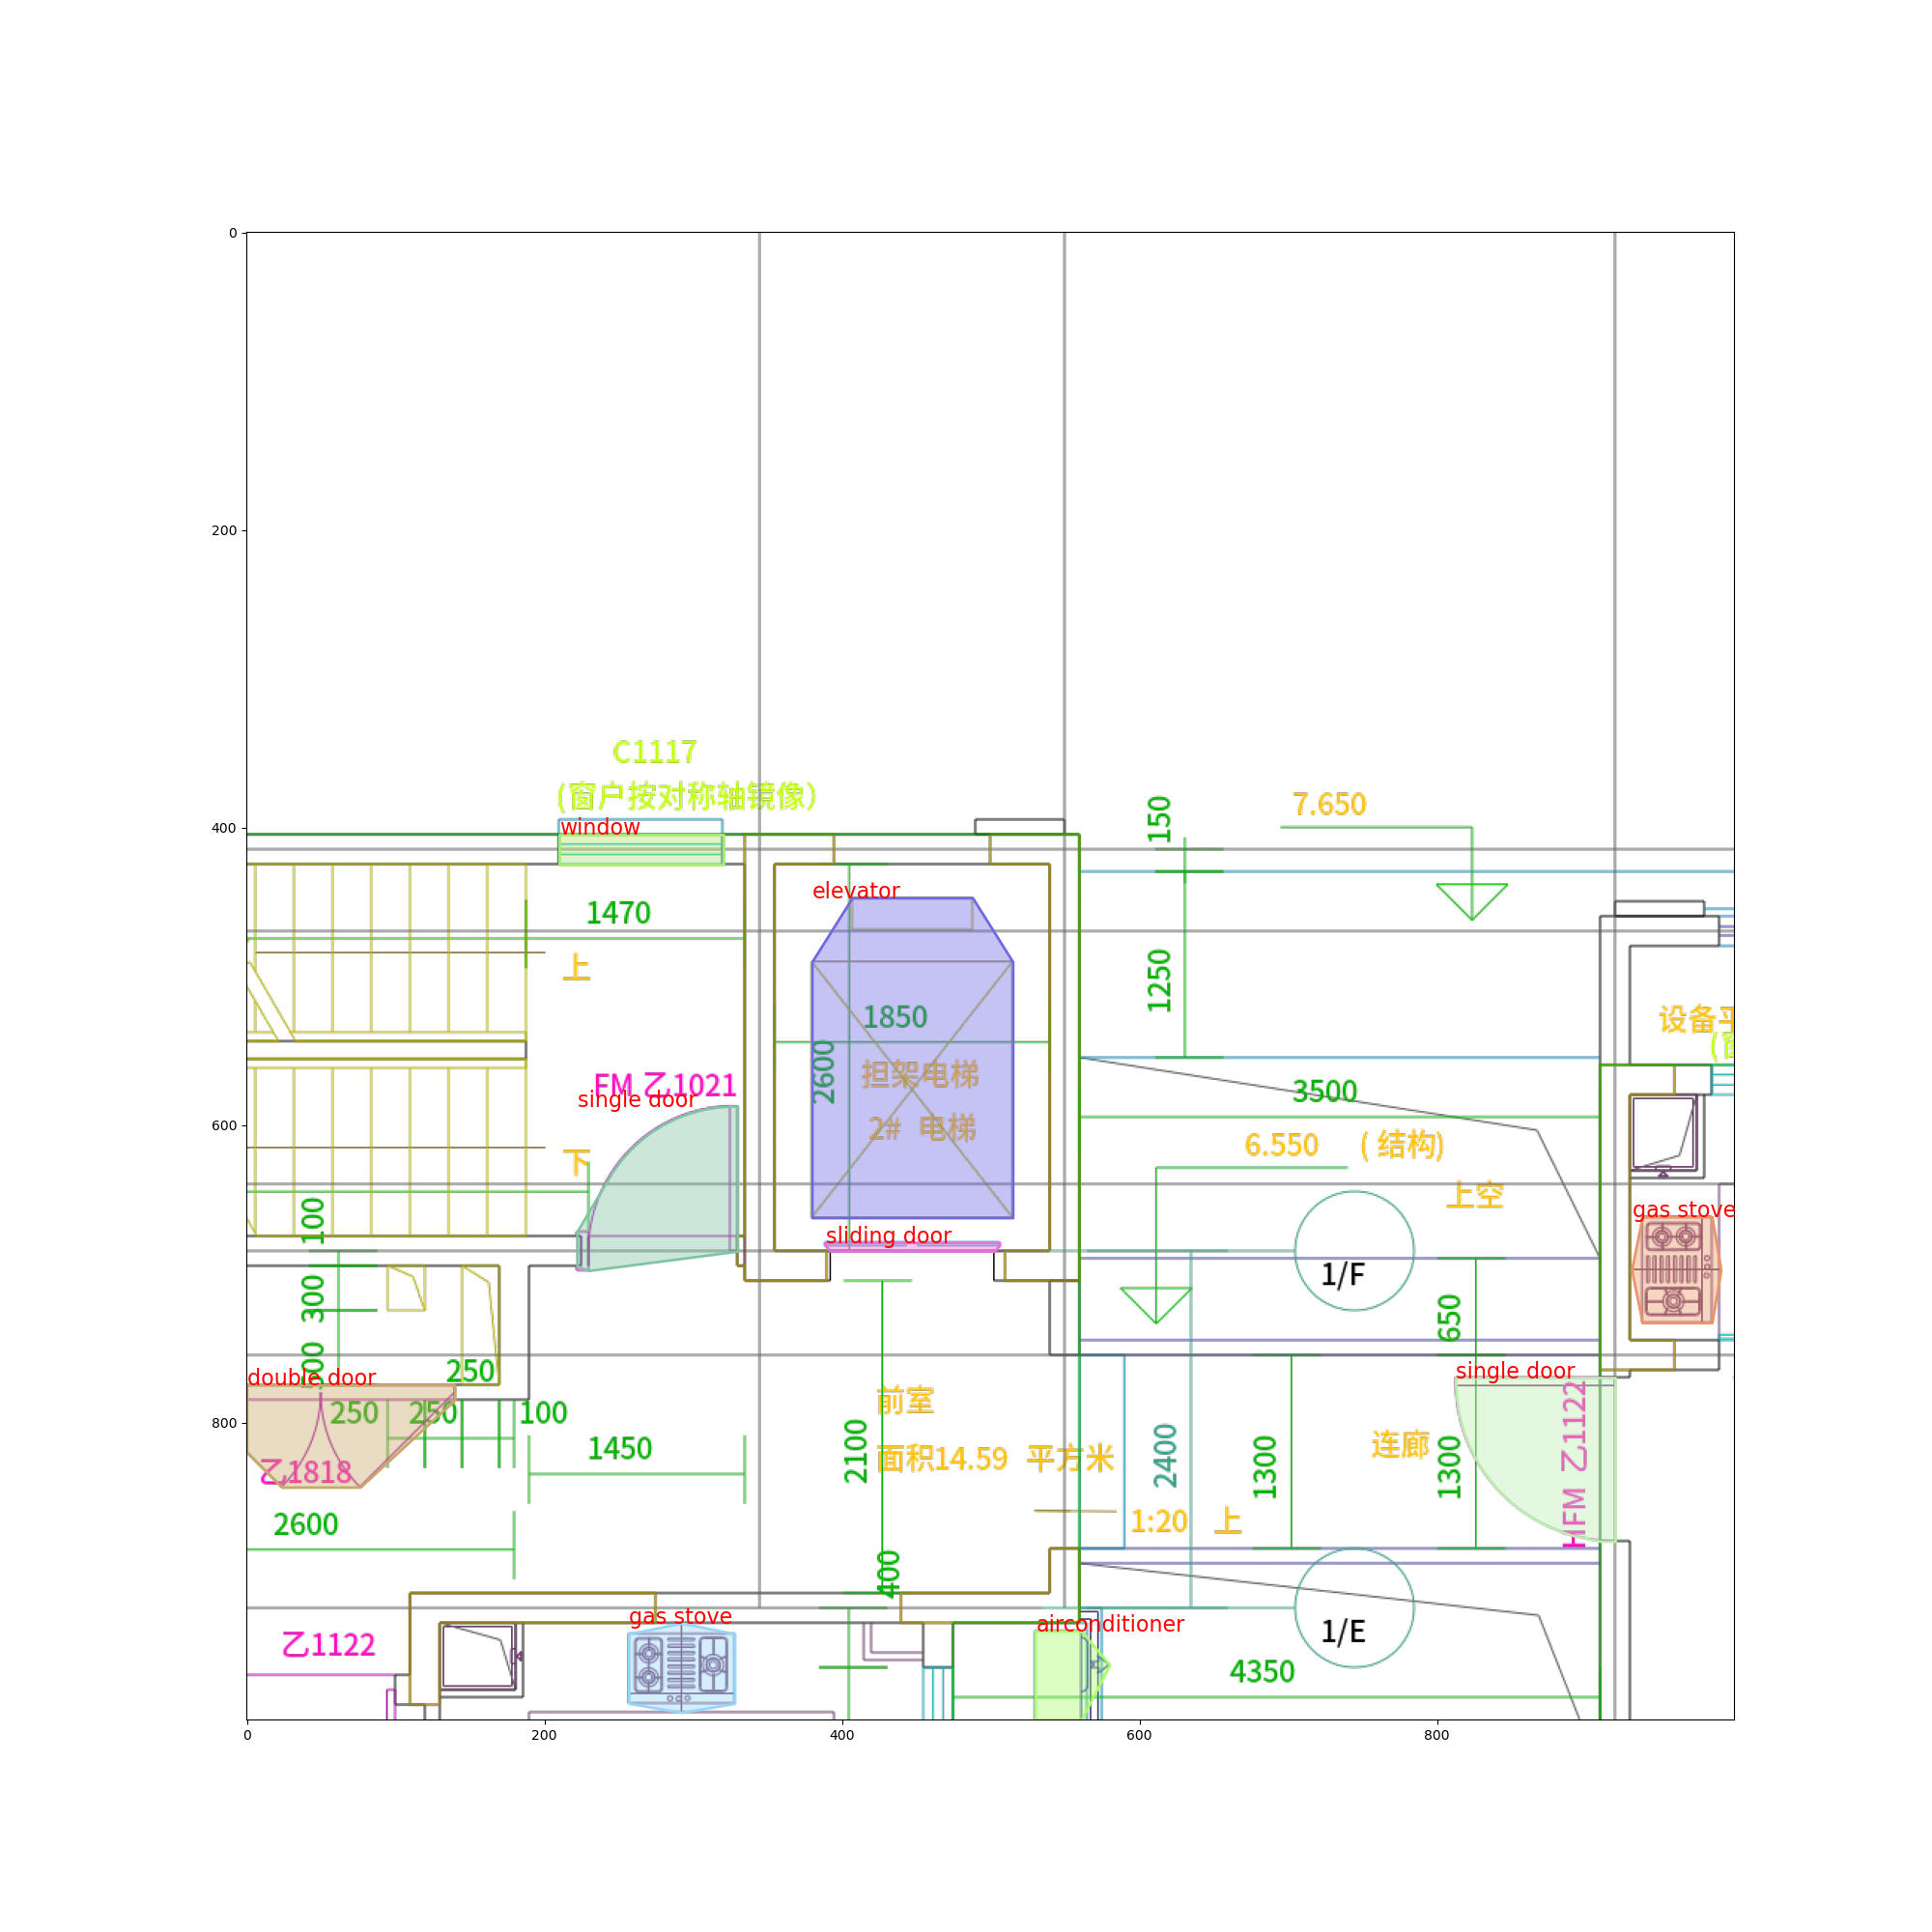 0
200
400
600
800
C1117
(窗户按对称轴镜像)
window
150
7.650
elevator
1470
上
1250
1850
2600
担架电梯
2# 电梯
设备平
(窗
FM 乙1021
single door
3500
6.550 (结构)
下
上空
100
sliding door
gas stove
300
1/F
650
250
double door
single door
250
250
100
前室
1450
2100
面积14.59 平方米
2400
1300
连廊
1300
HFM 乙1122
乙1818
2600
1:20 上
400
gas stove
airconditioner
乙1122
1/E
4350
0
200
400
600
800